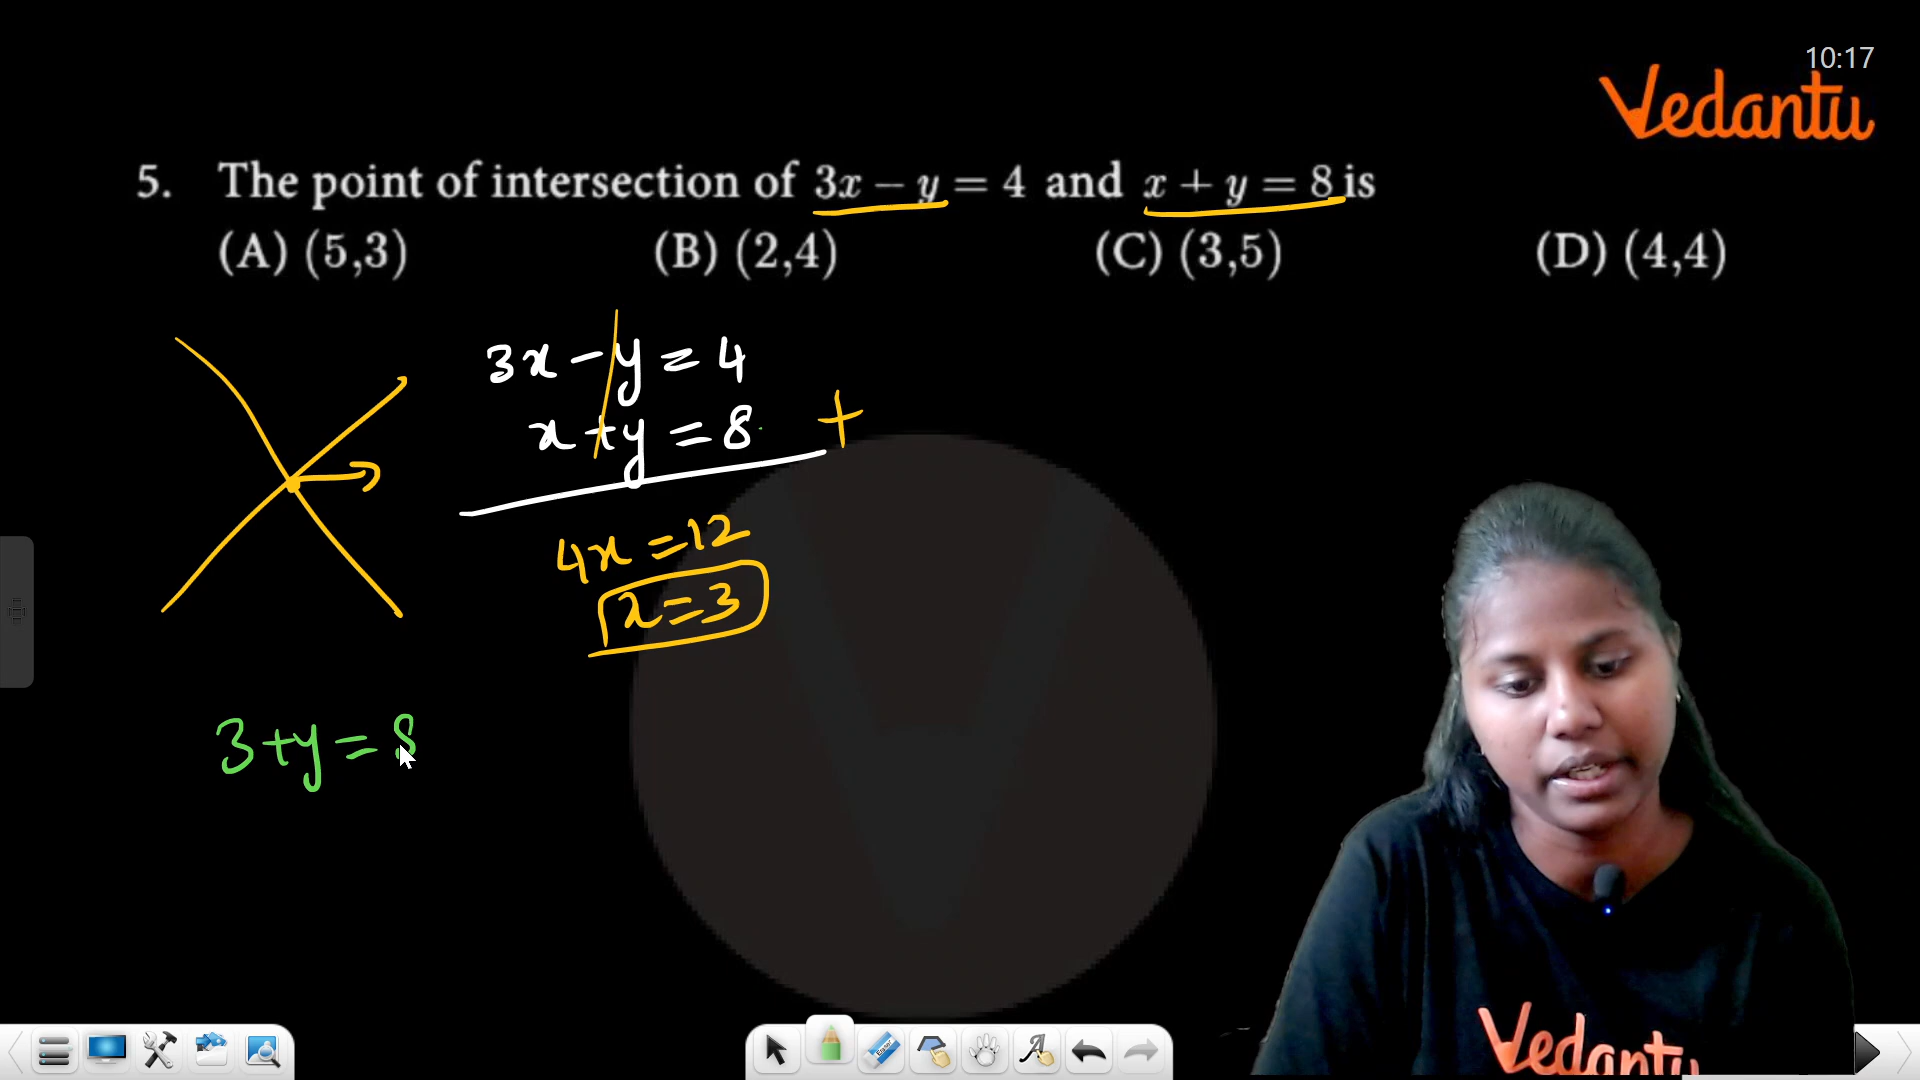 10:17
Vedantu
5. The point of intersection of 3x − y = 4 and x + y = 8 is
(A) (5,3) (B) (2,4) (C) (3,5) (D) (4,4)
3x − y = 4
x + y = 8 +
4x = 12
x = 3
3 + y = 8
Vedantu